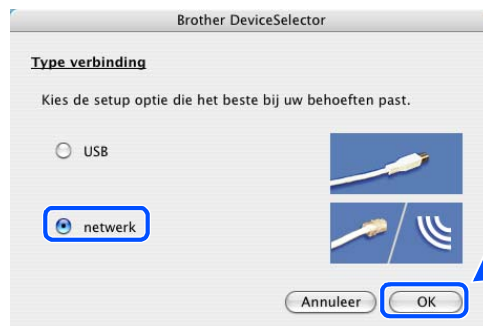 Brother DeviceSelector
Type verbinding
Kies de setup optie die het beste bij uw behoeften past.
USB
netwerk
Annuleer
OK